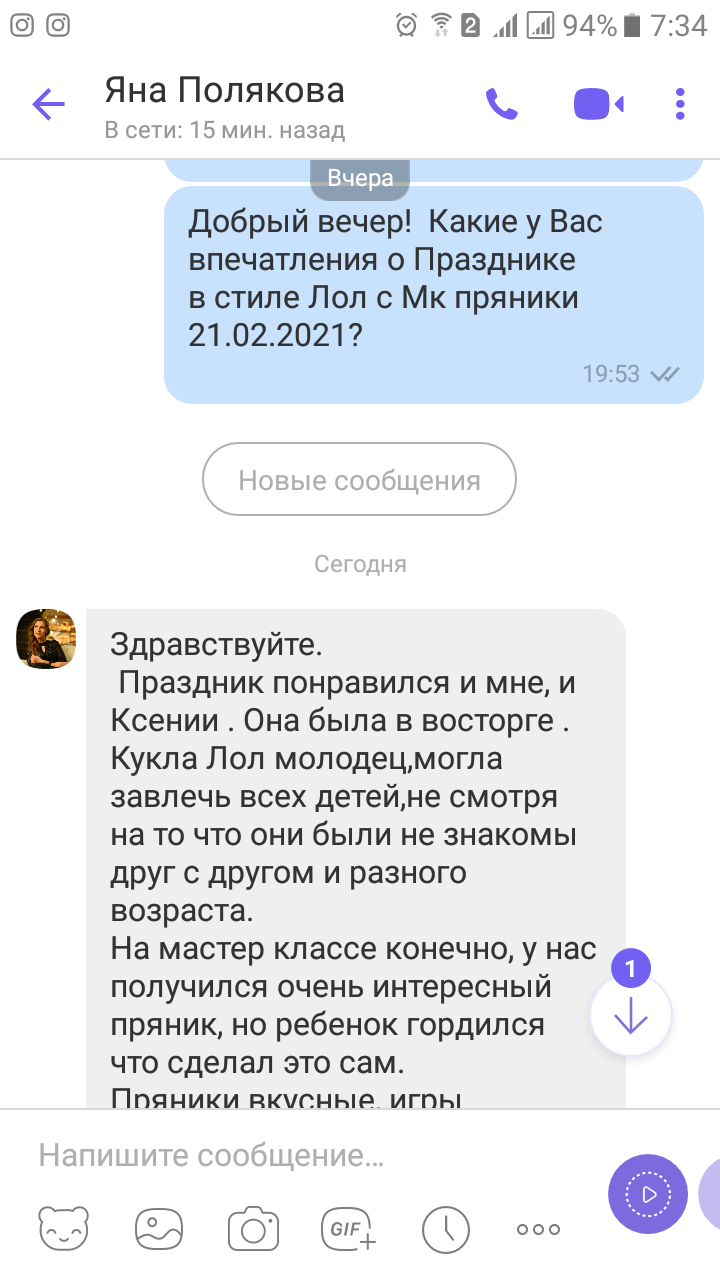 2
94%
7:34
Яна Полякова
В сети: 15 мин. назад
Вчера
Добрый вечер!  Какие у Вас
впечатления о Празднике
в стиле Лол с Мк пряники
21.02.2021?
19:53
Новые сообщения
Сегодня
Здравствуйте.
Праздник понравился и мне, и
Ксении . Она была в восторге .
Кукла Лол молодец,могла
завлечь всех детей,не смотря
на то что они были не знакомы
друг с другом и разного
возраста.
На мастер классе конечно, у нас
получился очень интересный
пряник, но ребенок гордился
что сделал это сам.
Пряники вкусные, игры
1
Напишите сообщение...
GIF